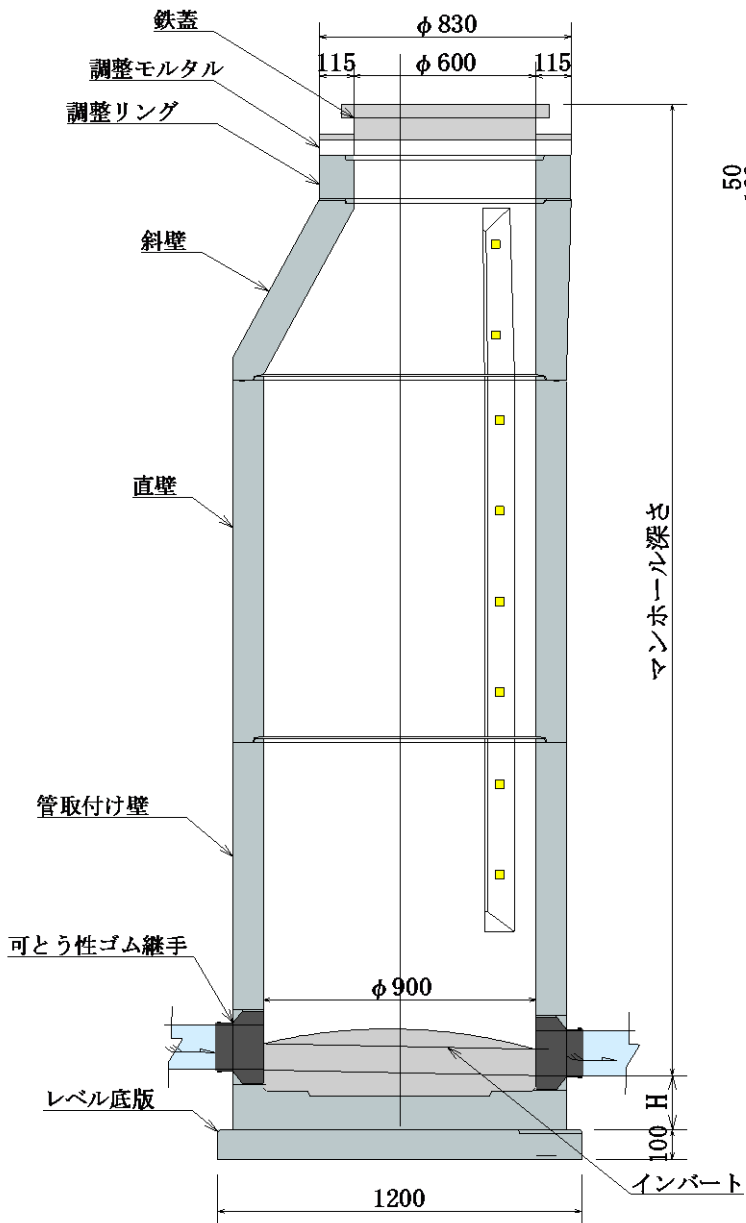 鉄蓋
φ830
調整モルタル
115
φ600
115
調整リング
50
斜壁
直壁
マンホール深さ
管取付け壁
可とう性ゴム継手
φ900
レベル底版
H
100
インバート
1200